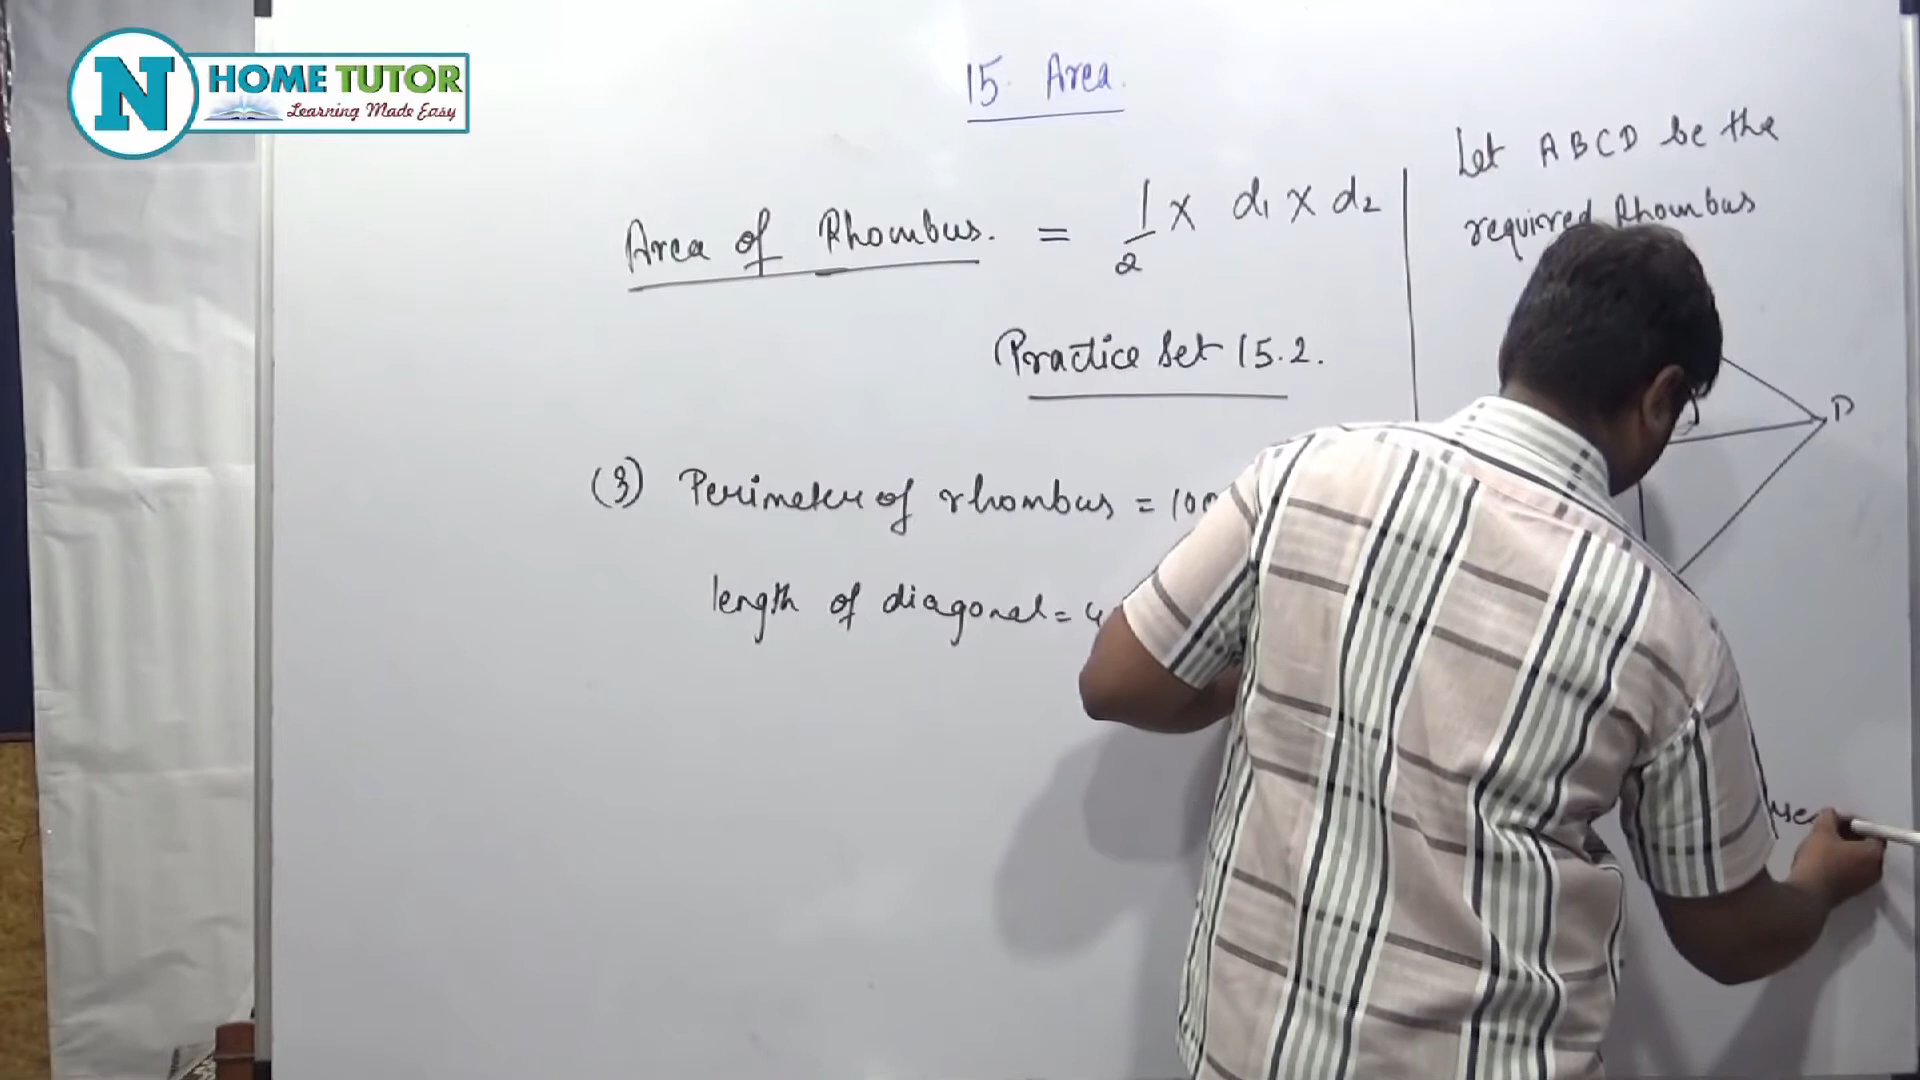 N HOME TUTOR
Learning Made Easy
15. Area.
Area of Rhombus. = 1/2 x d1 x d2
Practice Set 15.2.
(3) Perimeter of rhombus = 100
length of diagonal = 4
Let ABCD be the
required Rhombus
D